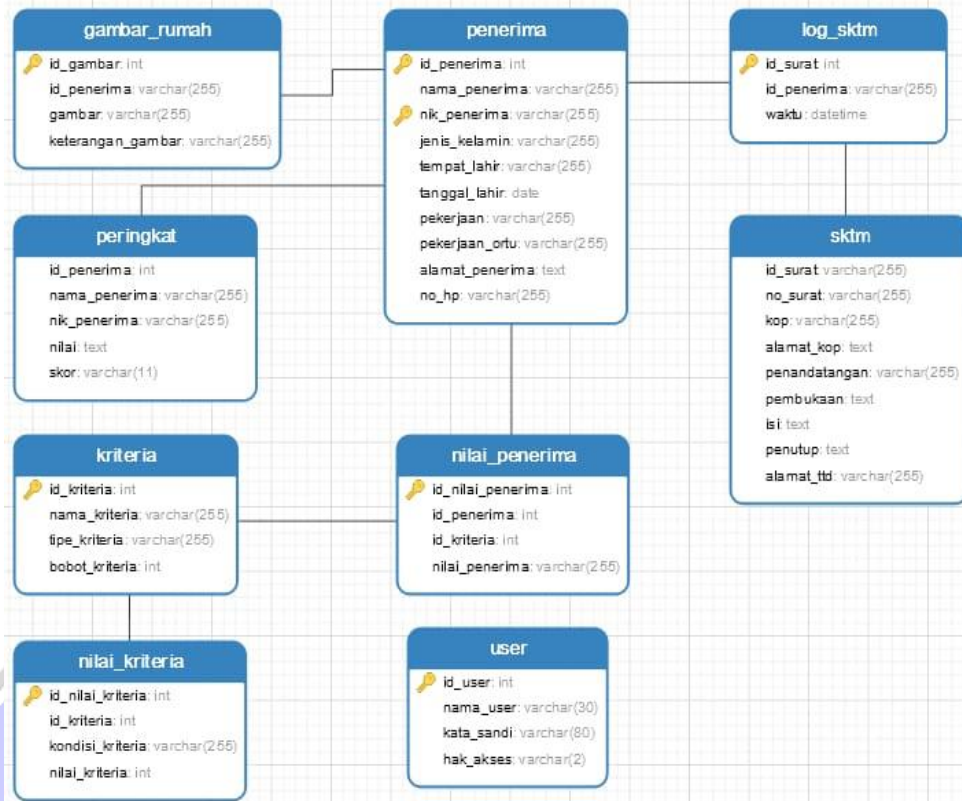 gambar_rumah
id_gambar: int
id_penerima: varchar(255)
gambar: varchar(255)
keterangan_gambar: varchar(255)
penerima
id_penerima: int
nama_penerima: varchar(255)
nik_penerima: varchar(255)
jenis_kelamin: varchar(255)
tempat_lahir: varchar(255)
tanggal_lahir: date
pekerjaan: varchar(255)
pekerjaan_ortu: varchar(255)
alamat_penerima: text
no_hp: varchar(255)
log_sktm
id_surat: int
id_penerima: varchar(255)
waktu: datetime
peringkat
id_penerima: int
nama_penerima: varchar(255)
nik_penerima: varchar(255)
nilai: text
skor: varchar(11)
sktm
id_surat: varchar(255)
no_surat: varchar(255)
kop: varchar(255)
alamat_kop: text
penandatangan: varchar(255)
pembukaan: text
isi: text
penutup: text
alamat_ttd: varchar(255)
kriteria
id_kriteria: int
nama_kriteria: varchar(255)
tipe_kriteria: varchar(255)
bobot_kriteria: int
nilai_penerima
id_nilai_penerima: int
id_penerima: int
id_kriteria: int
nilai_penerima: varchar(255)
nilai_kriteria
id_nilai_kriteria: int
id_kriteria: int
kondisi_kriteria: varchar(255)
nilai_kriteria: int
user
id_user: int
nama_user: varchar(30)
kata_sandi: varchar(80)
hak_akses: varchar(2)